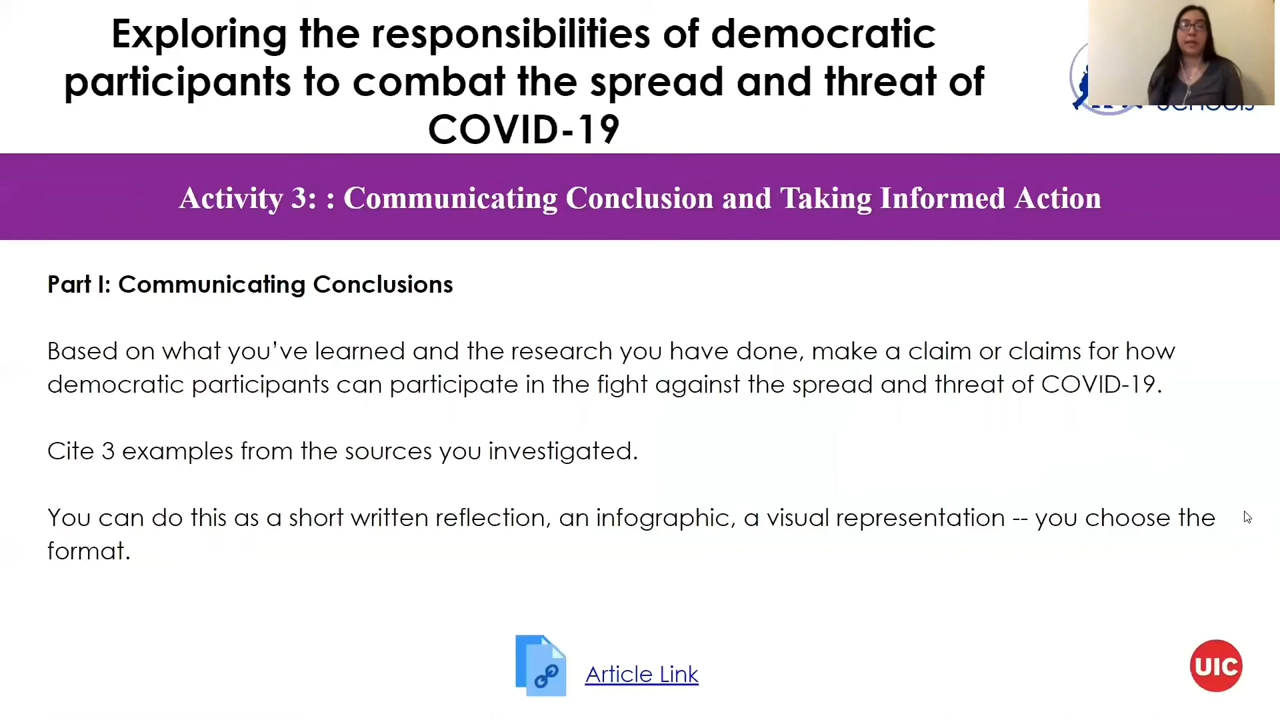 Exploring the responsibilities of democratic
participants to combat the spread and threat of
COVID-19
Activity 3: : Communicating Conclusion and Taking Informed Action
Part I: Communicating Conclusions
Based on what you’ve learned and the research you have done, make a claim or claims for how
democratic participants can participate in the fight against the spread and threat of COVID-19.
Cite 3 examples from the sources you investigated.
You can do this as a short written reflection, an infographic, a visual representation -- you choose the
format.
Article Link
UIC